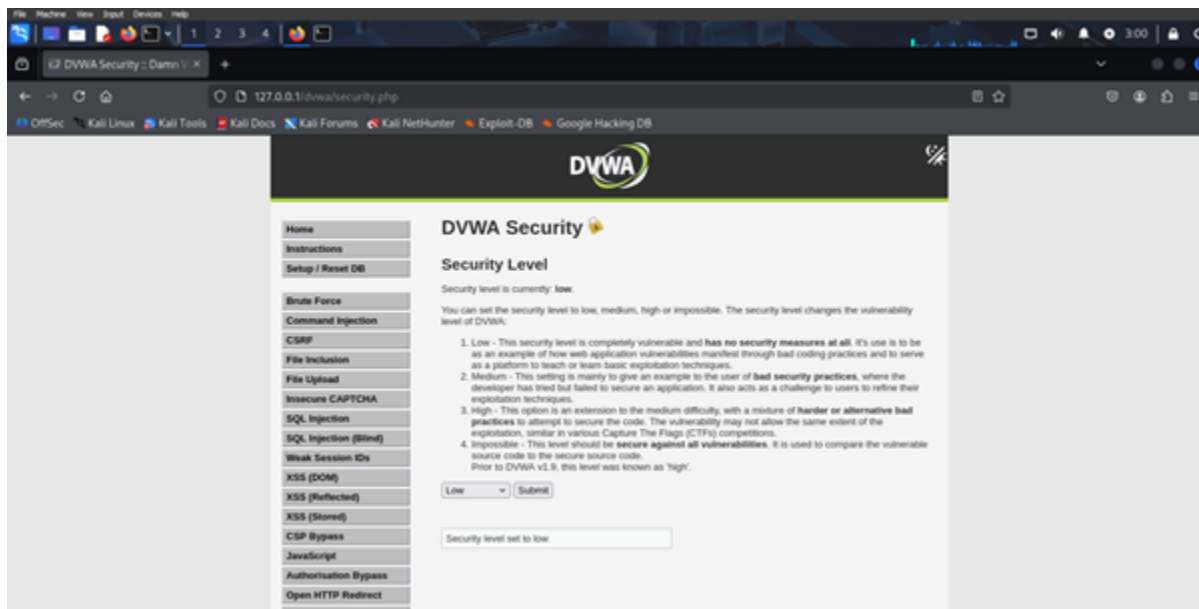 File Machine View Input Devices Help
1 2 3 4
3:00
DVWA Security :: Damn V
127.0.0.1/dvwa/security.php
OffSec Kali Linux Kali Tools Kali Docs Kali Forums Kali NetHunter Exploit-DB Google Hacking DB
DVWA
Home
Instructions
Setup / Reset DB
Brute Force
Command Injection
CSRF
File Inclusion
File Upload
Insecure CAPTCHA
SQL Injection
SQL Injection (Blind)
Weak Session IDs
XSS (DOM)
XSS (Reflected)
XSS (Stored)
CSP Bypass
JavaScript
Authorisation Bypass
Open HTTP Redirect
DVWA Security
Security Level
Security level is currently: low.
You can set the security level to low, medium, high or impossible. The security level changes the vulnerability
level of DVWA:
1. Low - This security level is completely vulnerable and has no security measures at all. It's use is to be
as an example of how web application vulnerabilities manifest through bad coding practices and to serve
as a platform to teach or learn basic exploitation techniques.
2. Medium - This setting is mainly to give an example to the user of bad security practices, where the
developer has tried but failed to secure an application. It also acts as a challenge to users to refine their
exploitation techniques.
3. High - This option is an extension to the medium difficulty, with a mixture of harder or alternative bad
practices to attempt to secure the code. The vulnerability may not allow the same extent of the
exploitation, similar in various Capture The Flags (CTFs) competitions.
4. Impossible - This level should be secure against all vulnerabilities. It is used to compare the vulnerable
source code to the secure source code.
Prior to DVWA v1.9, this level was known as 'high'.
Low Submit
Security level set to low